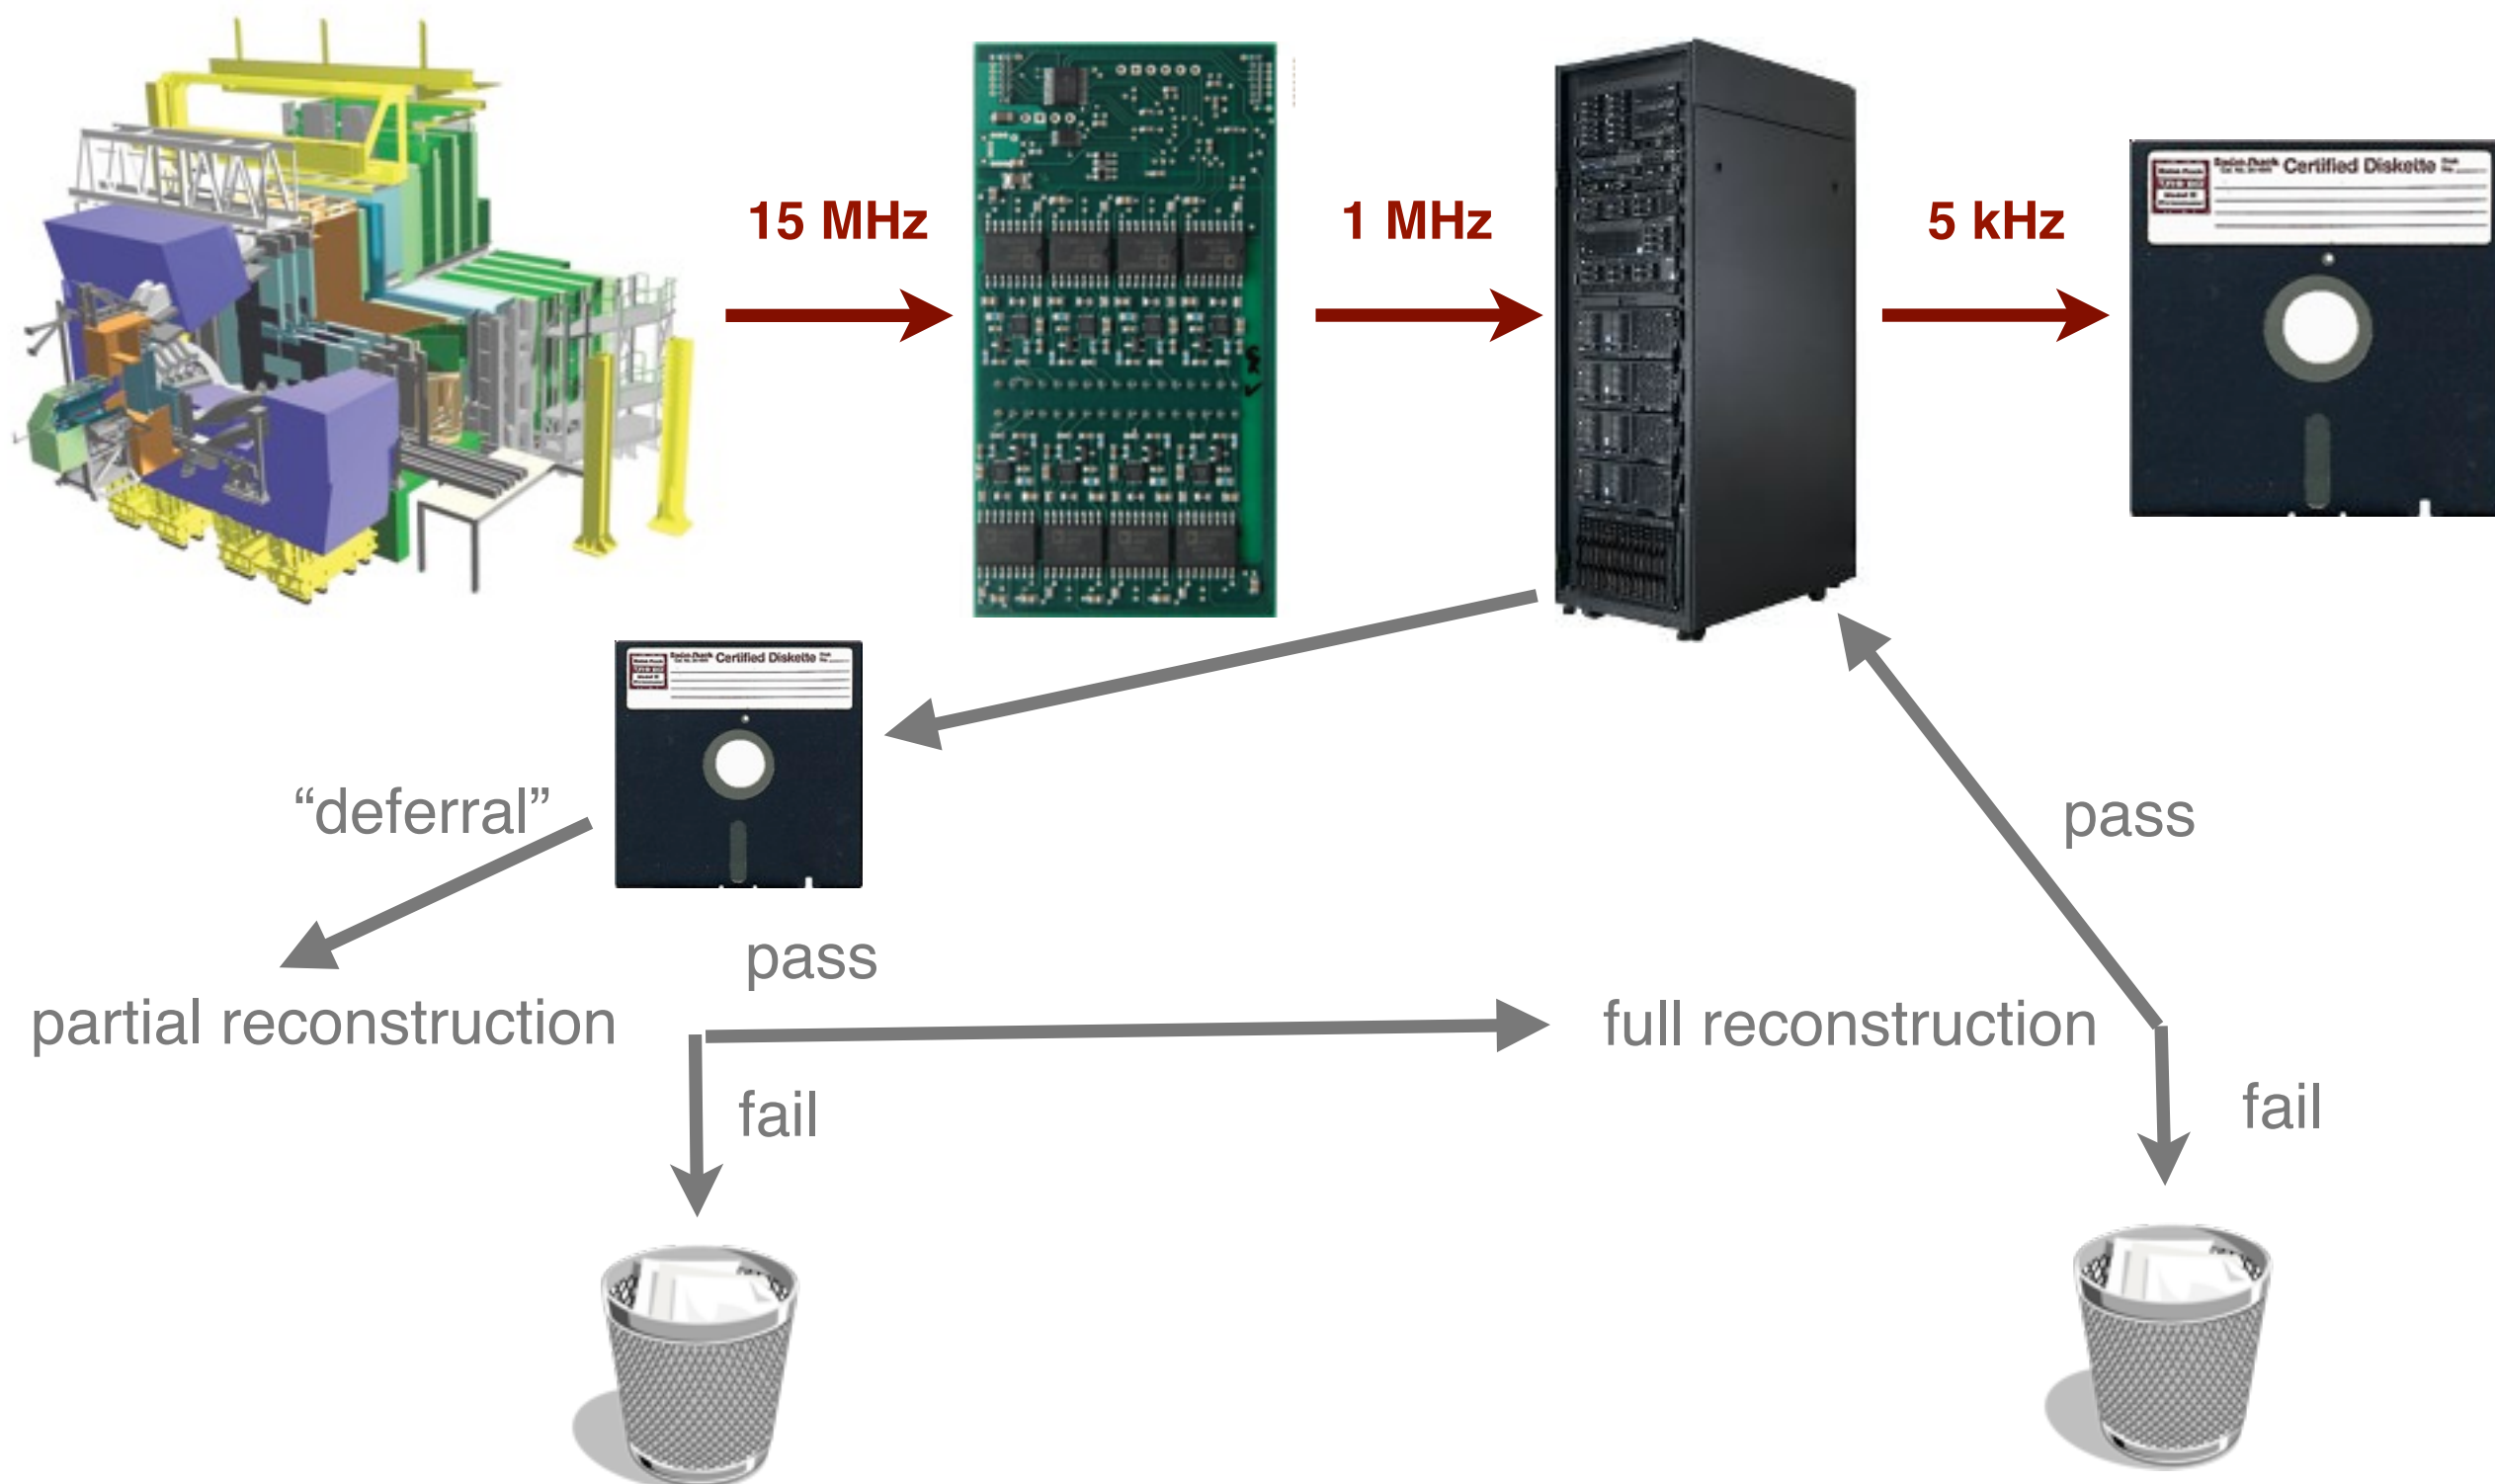 15 MHz
1 MHz
5 kHz
Certified Diskette
Certified Diskette
“deferral”
pass
pass
partial reconstruction
full reconstruction
fail
fail